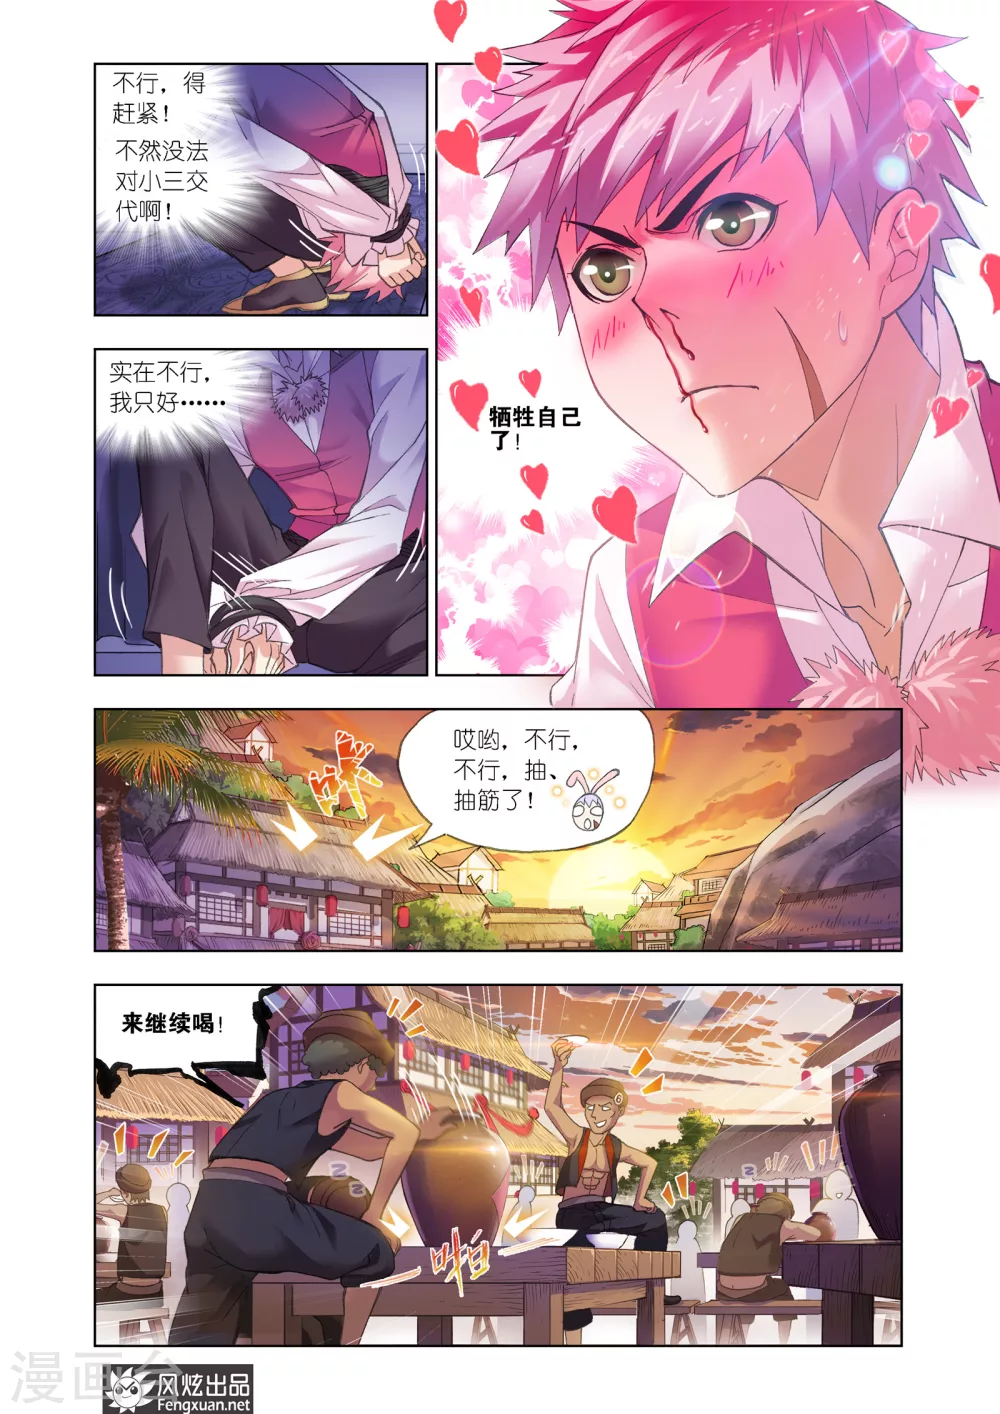 不行，得
赶紧！
不然没法
对小三交
代啊！
实在不行，
我只好……
牺牲自己
了！
咔
哎哟，不行，
不行，抽、
抽筋了！
来继续喝！
z
z
z
啪
漫画台
风炫出品
Fengxuan.net